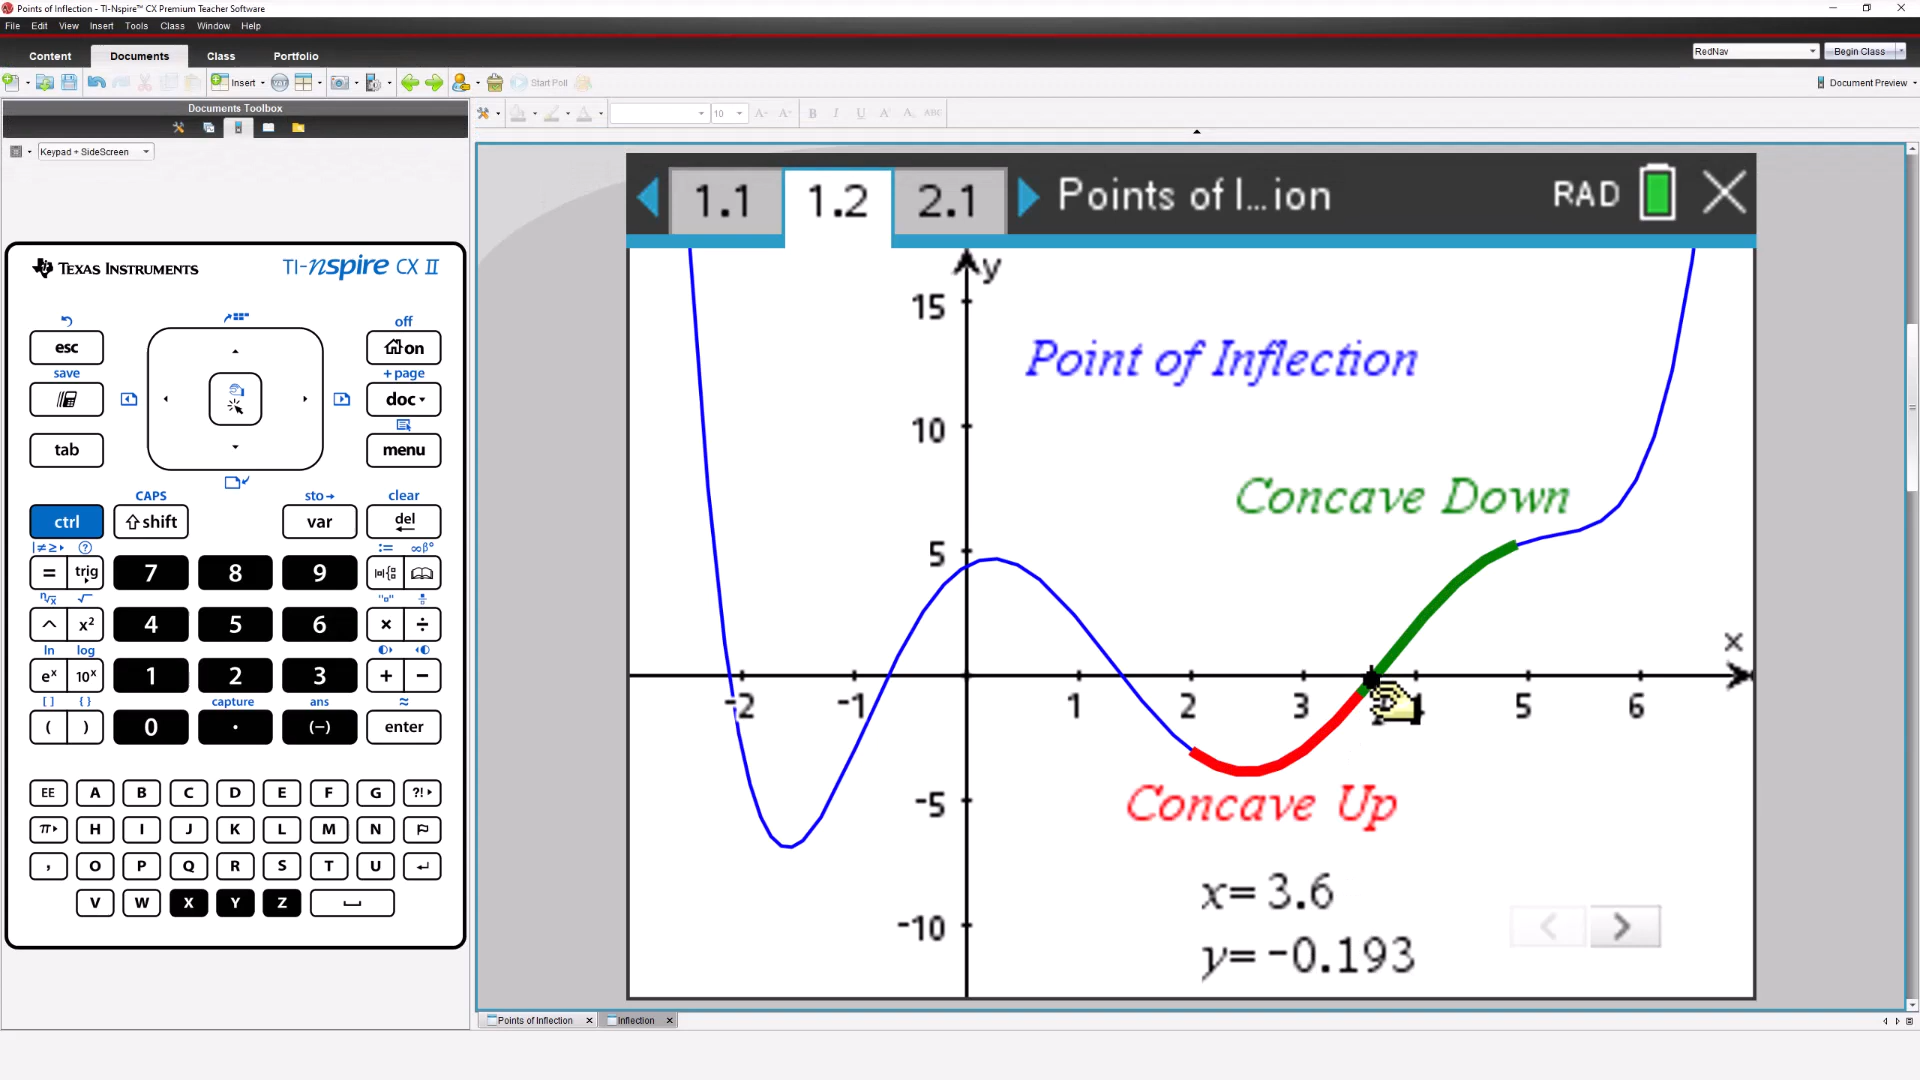 Points of Inflection - TI-Nspire™ CX Premium Teacher Software
File Edit View Insert Tools Class Window Help
Content Documents Class Portfolio
RedNav Begin Class
Insert Start Poll Document Preview
Documents Toolbox
10 B I U ABC
Keypad + SideScreen
1.1 1.2 2.1 Points of I...ion RAD
TEXAS INSTRUMENTS TI-nspire CX II
off
esc on
save + page
doc
tab menu
CAPS sto→ clear
ctrl shift var del
= trig 7 8 9
^ x² 4 5 6 × ÷
ln log
eˣ 10ˣ 1 2 3 + −
[ ] { } capture ans ≈
( ) 0 . (−) enter
EE A B C D E F G ?!
π H I J K L M N
, O P Q R S T U
V W X Y Z
y
15
Point of Inflection
10
Concave Down
5
x
-2 -1 1 2 3 4 5 6
-5
Concave Up
x= 3.6
-10
y= -0.193
< >
Points of Inflection Inflection